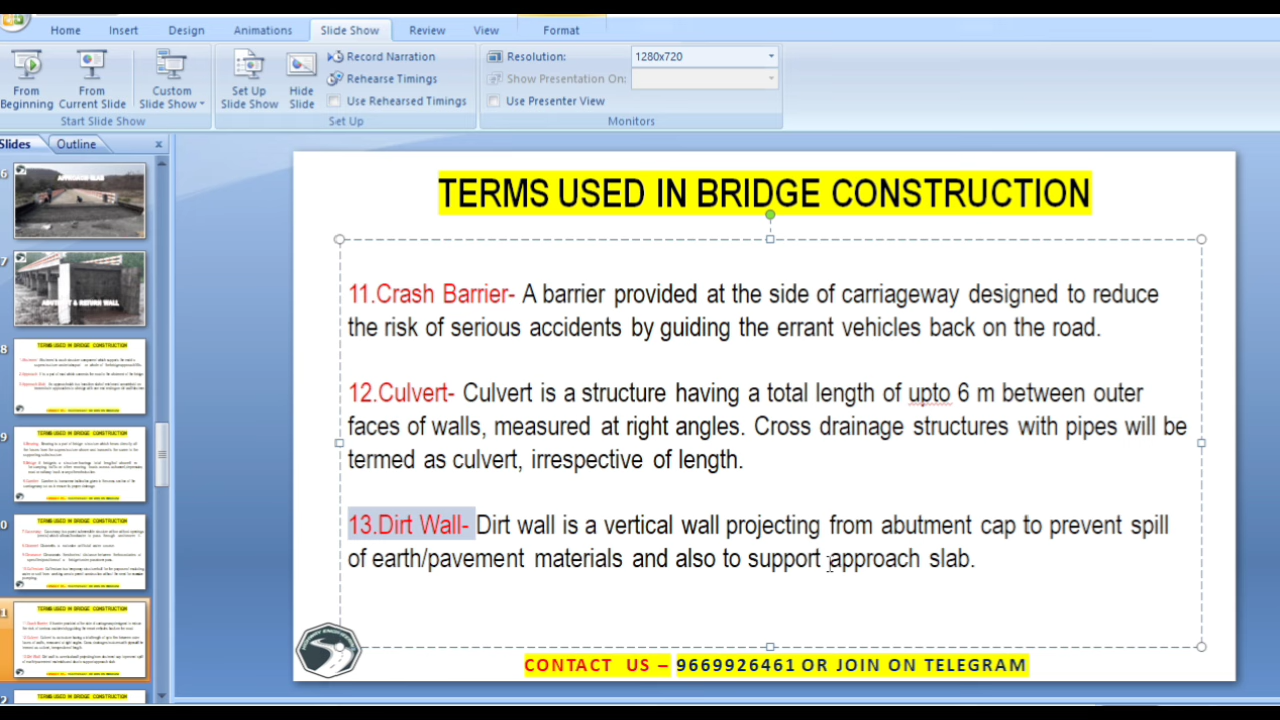 Home Insert Design Animations Slide Show Review View Format
From Beginning
From Current Slide
Custom Slide Show
Start Slide Show
Set Up Slide Show
Hide Slide
Record Narration
Rehearse Timings
Use Rehearsed Timings
Set Up
Resolution: 1280x720
Show Presentation On:
Use Presenter View
Monitors
Slides Outline
TERMS USED IN BRIDGE CONSTRUCTION
11.Crash Barrier- A barrier provided at the side of carriageway designed to reduce
the risk of serious accidents by guiding the errant vehicles back on the road.
12.Culvert- Culvert is a structure having a total length of upto 6 m between outer
faces of walls, measured at right angles. Cross drainage structures with pipes will be
termed as culvert, irrespective of length.
13.Dirt Wall- Dirt wall is a vertical wall projecting from abutment cap to prevent spill
of earth/pavement materials and also to support approach slab.
CONTACT US – 9669926461 OR JOIN ON TELEGRAM